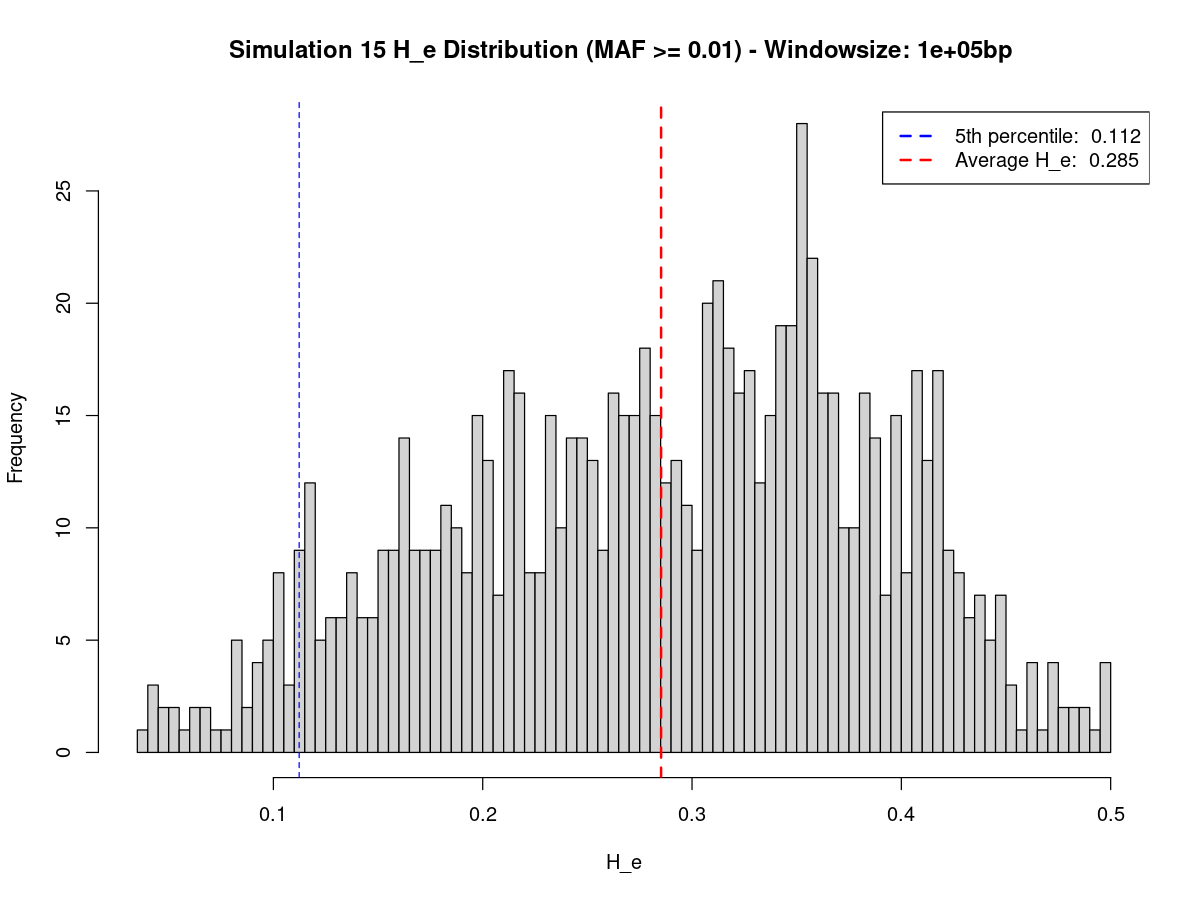 Simulation 15 H_e Distribution (MAF >= 0.01) - Windowsize: 1e+05bp
5th percentile: 0.112
Average H_e: 0.285
Frequency
25
20
15
10
5
0
0.1 0.2 0.3 0.4 0.5
H_e